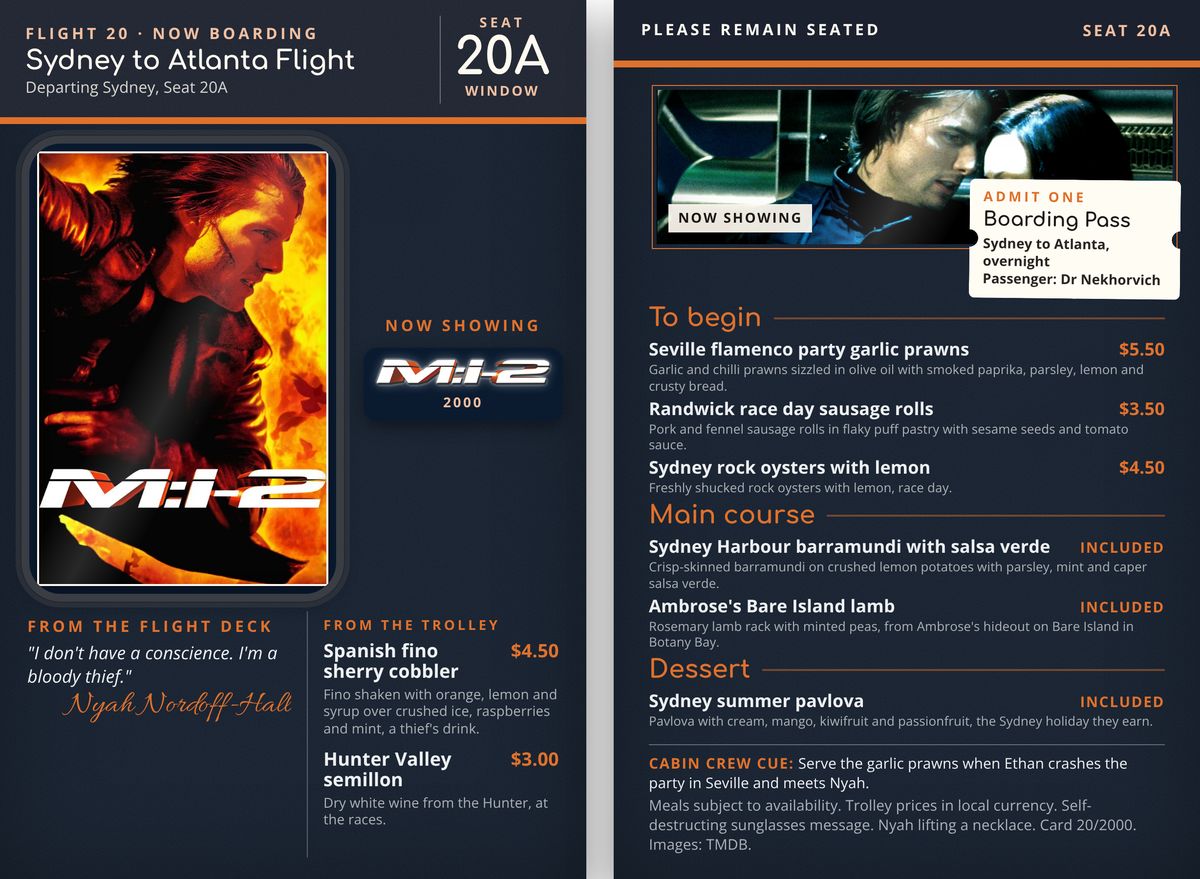 FLIGHT 20 · NOW BOARDING
Sydney to Atlanta Flight
Departing Sydney, Seat 20A
SEAT
20A
WINDOW
M:I-2
NOW SHOWING
M:I-2
2000
FROM THE FLIGHT DECK
"I don't have a conscience. I'm a
bloody thief."
Nyah Nordoff-Hall
FROM THE TROLLEY
Spanish fino
sherry cobbler
$4.50
Fino shaken with orange, lemon and
syrup over crushed ice, raspberries
and mint, a thief's drink.
Hunter Valley
semillon
$3.00
Dry white wine from the Hunter, at
the races.
PLEASE REMAIN SEATED
SEAT 20A
NOW SHOWING
ADMIT ONE
Boarding Pass
Sydney to Atlanta,
overnight
Passenger: Dr Nekhorvich
To begin
Seville flamenco party garlic prawns $5.50
Garlic and chilli prawns sizzled in olive oil with smoked paprika, parsley, lemon and
crusty bread.
Randwick race day sausage rolls $3.50
Pork and fennel sausage rolls in flaky puff pastry with sesame seeds and tomato
sauce.
Sydney rock oysters with lemon $4.50
Freshly shucked rock oysters with lemon, race day.
Main course
Sydney Harbour barramundi with salsa verde INCLUDED
Crisp-skinned barramundi on crushed lemon potatoes with parsley, mint and caper
salsa verde.
Ambrose's Bare Island lamb INCLUDED
Rosemary lamb rack with minted peas, from Ambrose's hideout on Bare Island in
Botany Bay.
Dessert
Sydney summer pavlova INCLUDED
Pavlova with cream, mango, kiwifruit and passionfruit, the Sydney holiday they earn.
CABIN CREW CUE: Serve the garlic prawns when Ethan crashes the
party in Seville and meets Nyah.
Meals subject to availability. Trolley prices in local currency. Self-
destructing sunglasses message. Nyah lifting a necklace. Card 20/2000.
Images: TMDB.